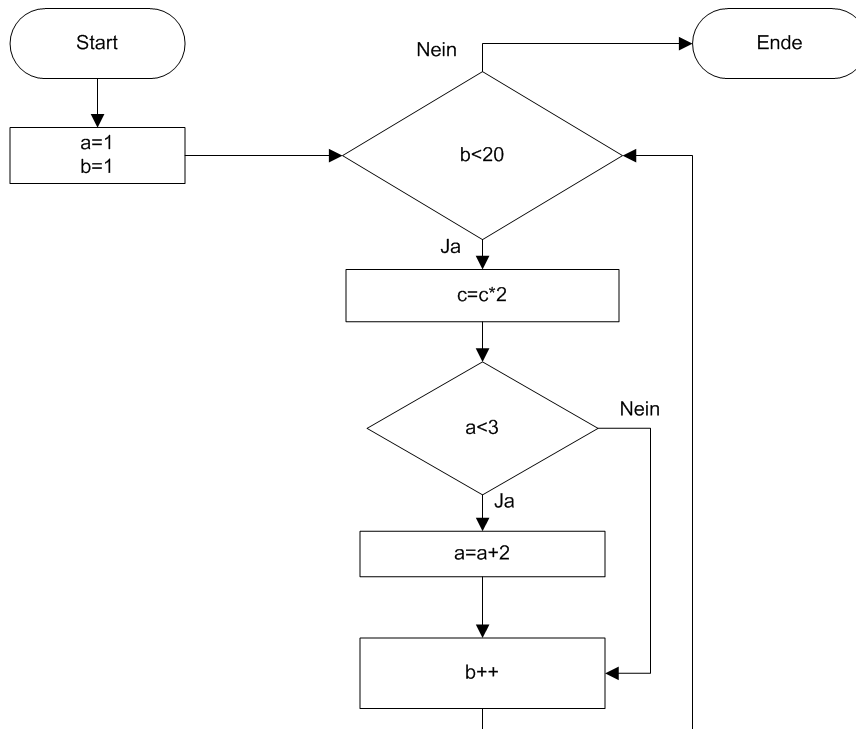 Start
a=1
b=1
Nein
Ende
b<20
Ja
c=c*2
a<3
Nein
Ja
a=a+2
b++